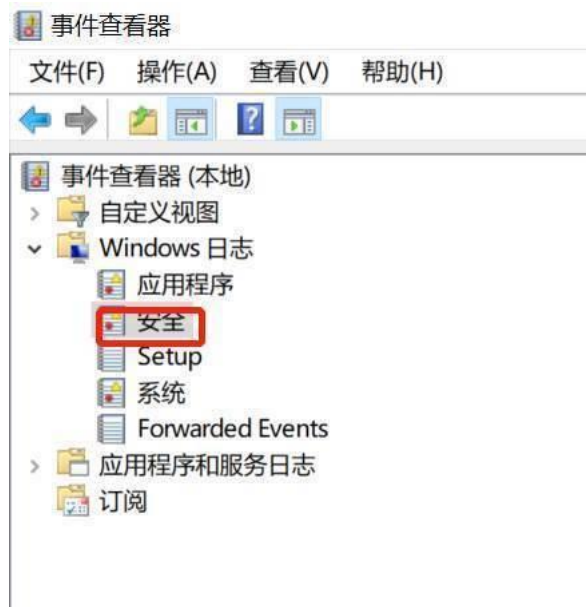 事件查看器
文件(F) 操作(A) 查看(V) 帮助(H)
事件查看器 (本地)
自定义视图
Windows 日志
应用程序
安全
Setup
系统
Forwarded Events
应用程序和服务日志
订阅